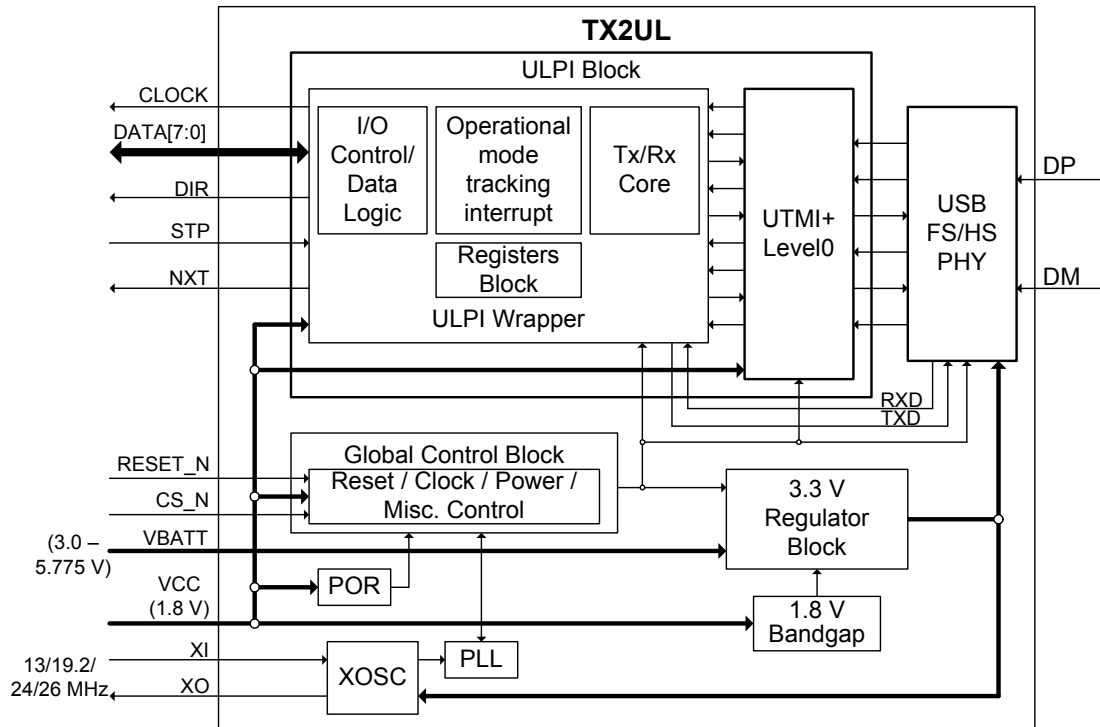 TX2UL
ULPI Block
CLOCK
DATA[7:0]
DIR
STP
NXT
I/O
Control/
Data
Logic
Operational
mode
tracking
interrupt
Tx/Rx
Core
Registers
Block
ULPI Wrapper
UTMI+
Level0
USB
FS/HS
PHY
DP
DM
RXD
TXD
RESET_N
CS_N
Global Control Block
Reset / Clock / Power /
Misc. Control
3.3 V
Regulator
Block
(3.0 –
5.775 V)
VBATT
VCC
(1.8 V)
POR
1.8 V
Bandgap
13/19.2/
24/26 MHz
XI
XO
XOSC
PLL